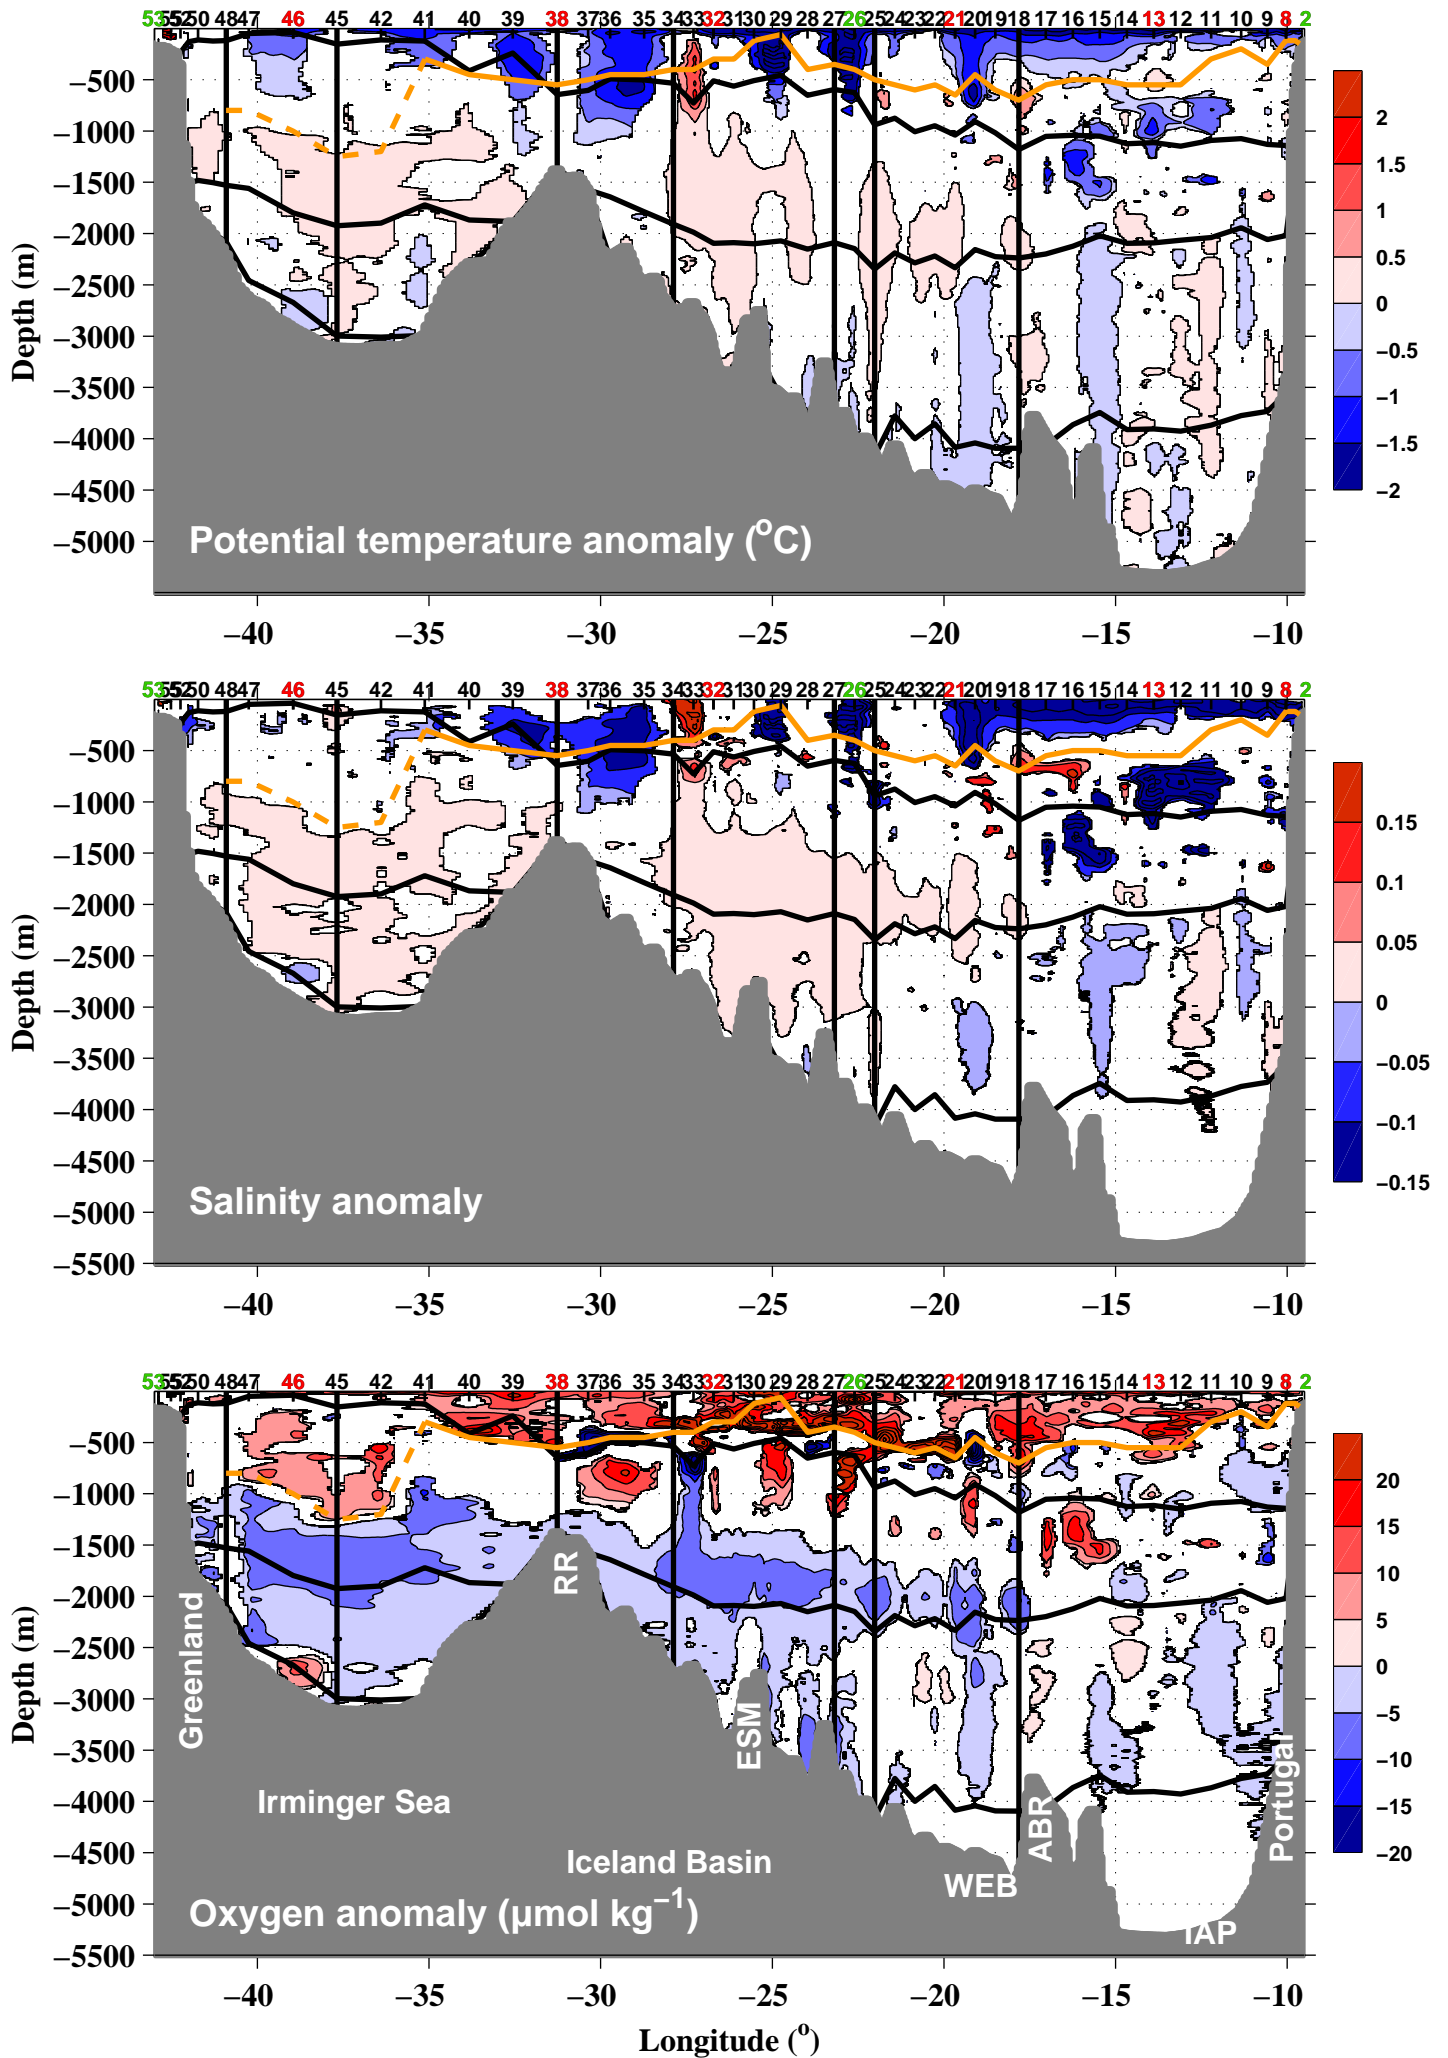 53 55 52 50 48 47 46 45 42 41 40 39 38 37 36 35 34 33 32 31 30 29 28 27 26 25 24 23 22 21 20 19 18 17 16 15 14 13 12 11 10 9 8 2
−500
−1000
−1500
−2000
−2500
−3000
−3500
−4000
−4500
−5000
Depth (m)
Potential temperature anomaly (°C)
−40 −35 −30 −25 −20 −15 −10
2
1.5
1
0.5
0
−0.5
−1
−1.5
−2
53 55 52 50 48 47 46 45 42 41 40 39 38 37 36 35 34 33 32 31 30 29 28 27 26 25 24 23 22 21 20 19 18 17 16 15 14 13 12 11 10 9 8 2
−500
−1000
−1500
−2000
−2500
−3000
−3500
−4000
−4500
−5000
−5500
Depth (m)
Salinity anomaly
−40 −35 −30 −25 −20 −15 −10
0.15
0.1
0.05
0
−0.05
−0.1
−0.15
53 55 52 50 48 47 46 45 42 41 40 39 38 37 36 35 34 33 32 31 30 29 28 27 26 25 24 23 22 21 20 19 18 17 16 15 14 13 12 11 10 9 8 2
−500
−1000
−1500
−2000
−2500
−3000
−3500
−4000
−4500
−5000
−5500
Depth (m)
Greenland
RR
ESM
ABR
Portugal
Irminger Sea
Iceland Basin
WEB
IAP
Oxygen anomaly (µmol kg⁻¹)
−40 −35 −30 −25 −20 −15 −10
Longitude (°)
20
15
10
5
0
−5
−10
−15
−20